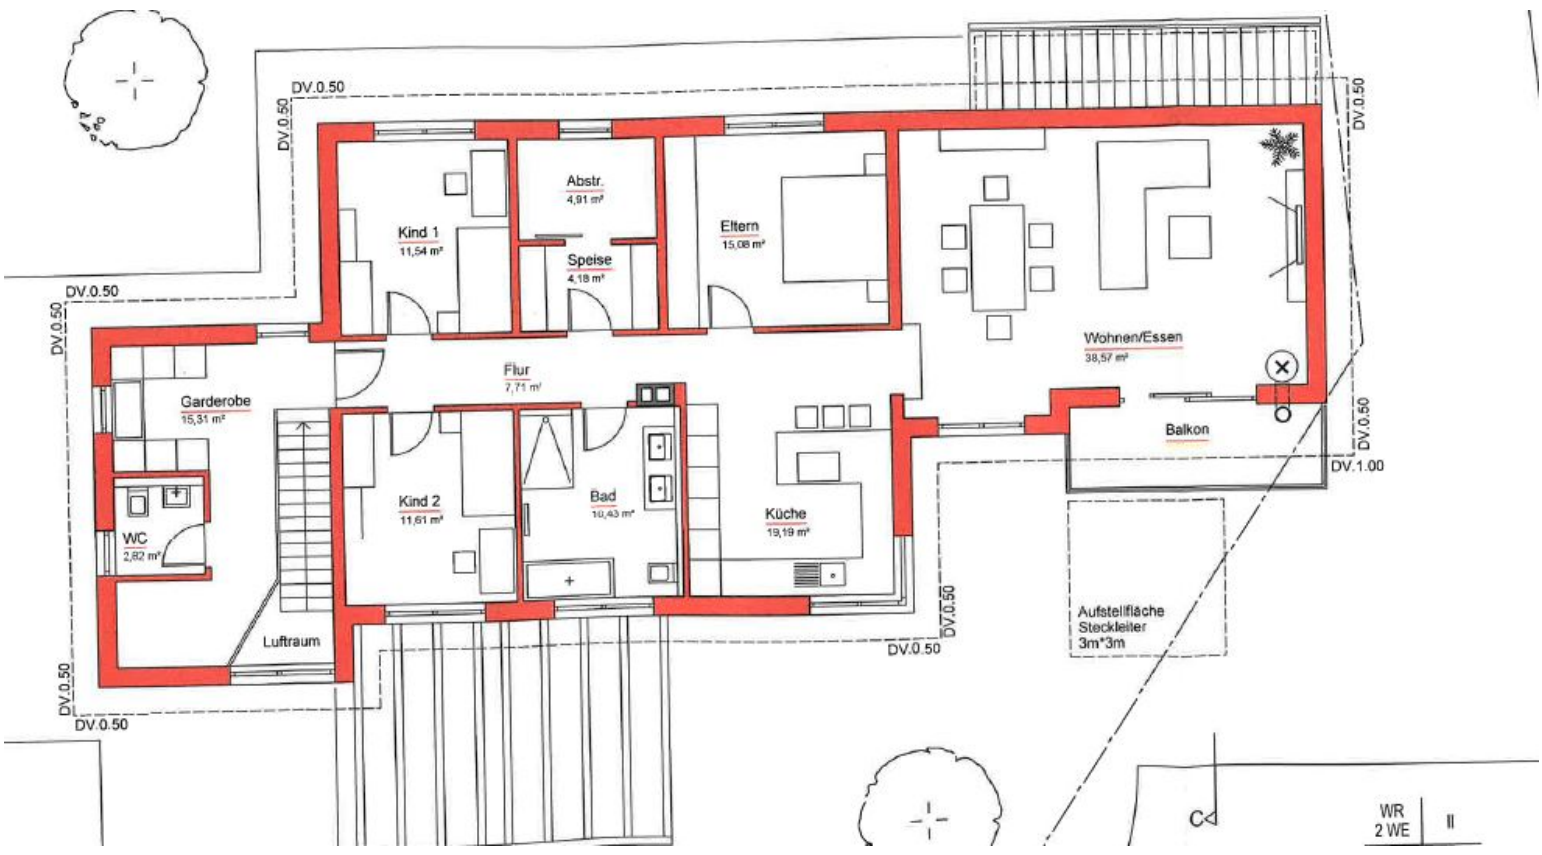 DV.0.50
DV.0.50
DV.0.50
Abstr.
4,91 m²
Kind 1
11,54 m²
Eltern
15,08 m²
Speise
4,18 m²
DV.0.50
DV.0.50
Wohnen/Essen
38,57 m²
Flur
7,71 m²
Garderobe
15,31 m²
Balkon
DV.0.50
DV.1.00
Kind 2
11,61 m²
Bad
10,43 m²
Küche
19,19 m²
WC
2,82 m²
DV.0.50
Aufstellfläche
Steckleiter
3m*3m
Luftraum
DV.0.50
DV.0.50
DV.0.50
C
WR
2 WE
II